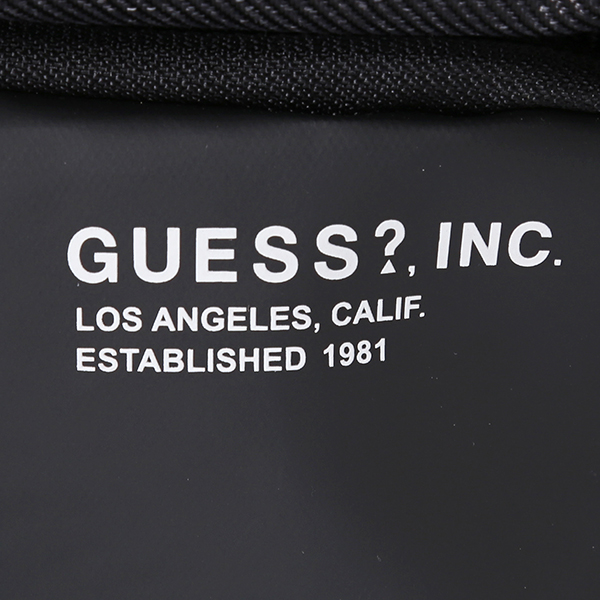 GUESS?, INC.
LOS ANGELES, CALIF.
ESTABLISHED 1981